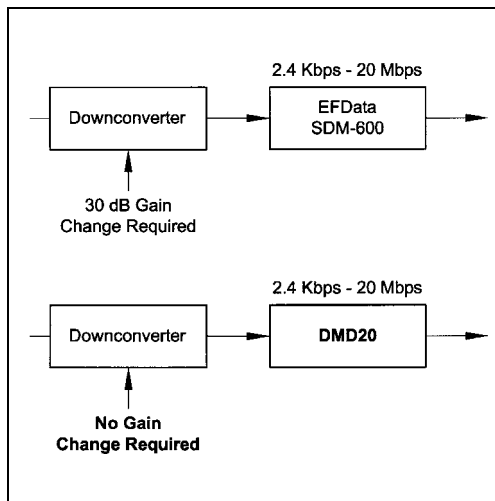 2.4 Kbps - 20 Mbps
Downconverter
EFData
SDM-600
30 dB Gain
Change Required
2.4 Kbps - 20 Mbps
Downconverter
DMD20
No Gain
Change Required